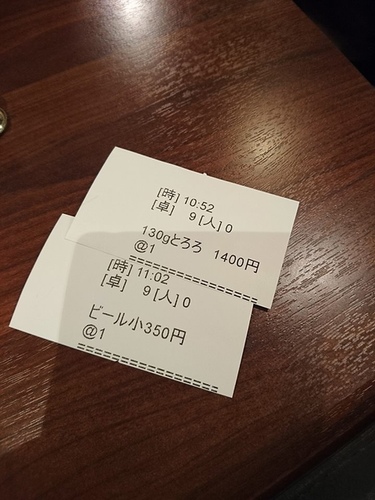 [時] 10:52
[卓] 9 [人] 0
130gとろろ 1400円
@1
[時] 11:02
[卓] 9 [人] 0
ビール小350円
@1